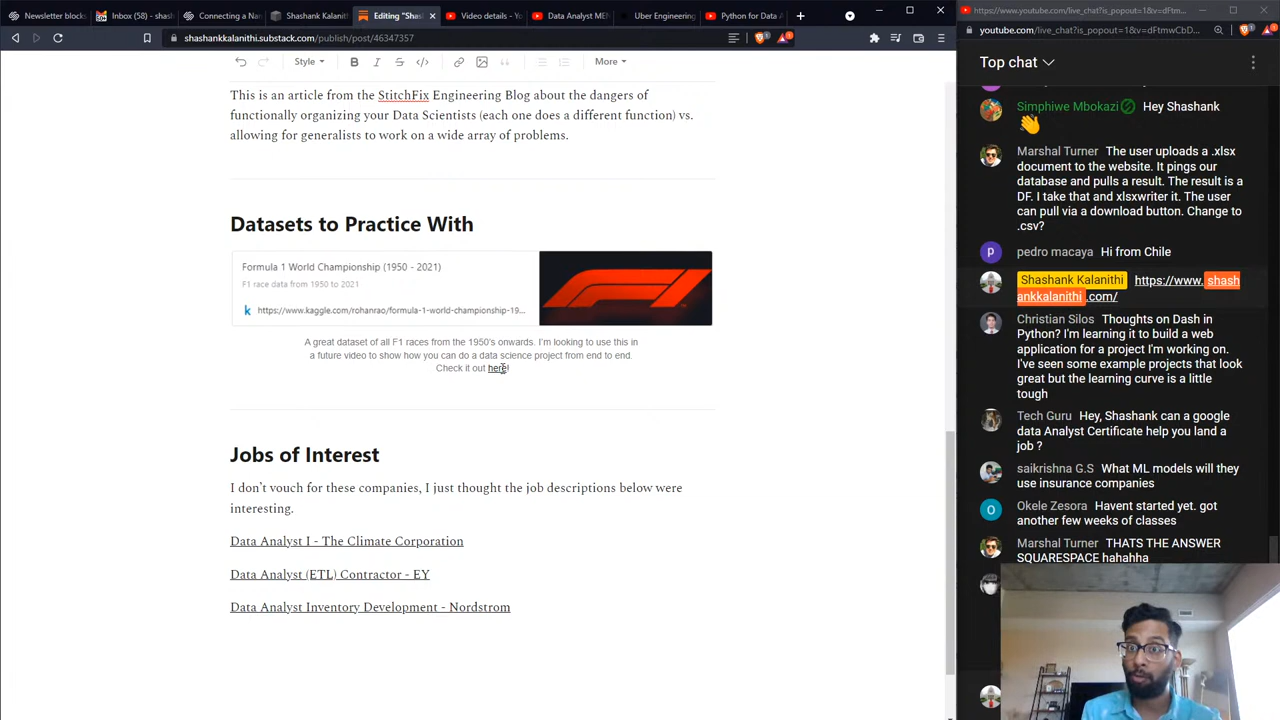 Newsletter blocks
Inbox (58) - shas
Connecting a Nar
Shashank Kalanith
Editing "Shas
Video details - Yo
Data Analyst MEN
Uber Engineering
Python for Data A
shashankkalanithi.substack.com/publish/post/46347357
Style
More
This is an article from the StitchFix Engineering Blog about the dangers of
functionally organizing your Data Scientists (each one does a different function) vs.
allowing for generalists to work on a wide array of problems.
Datasets to Practice With
Formula 1 World Championship (1950 - 2021)
F1 race data from 1950 to 2021
k https://www.kaggle.com/rohanrao/formula-1-world-championship-19...
A great dataset of all F1 races from the 1950's onwards. I'm looking to use this in
a future video to show how you can do a data science project from end to end.
Check it out here!
Jobs of Interest
I don't vouch for these companies, I just thought the job descriptions below were
interesting.
Data Analyst I - The Climate Corporation
Data Analyst (ETL) Contractor - EY
Data Analyst Inventory Development - Nordstrom
https://www.youtube.com/live_chat?is_popout=1&v=dFtm...
youtube.com/live_chat?is_popout=1&v=dFtmwCbD...
Top chat
Simphiwe Mbokazi Hey Shashank
Marshal Turner The user uploads a .xlsx
document to the website. It pings our
database and pulls a result. The result is a
DF. I take that and xlsxwriter it. The user
can pull via a download button. Change to
.csv?
p pedro macaya Hi from Chile
Shashank Kalanithi https://www.shash
ankkalanithi.com/
Christian Silos Thoughts on Dash in
Python? I'm learning it to build a web
application for a project I'm working on.
I've seen some example projects that look
great but the learning curve is a little
tough
Tech Guru Hey, Shashank can a google
data Analyst Certificate help you land a
job ?
saikrishna G.S What ML models will they
use insurance companies
O Okele Zesora Havent started yet. got
another few weeks of classes
Marshal Turner THATS THE ANSWER
SQUARESPACE hahahha